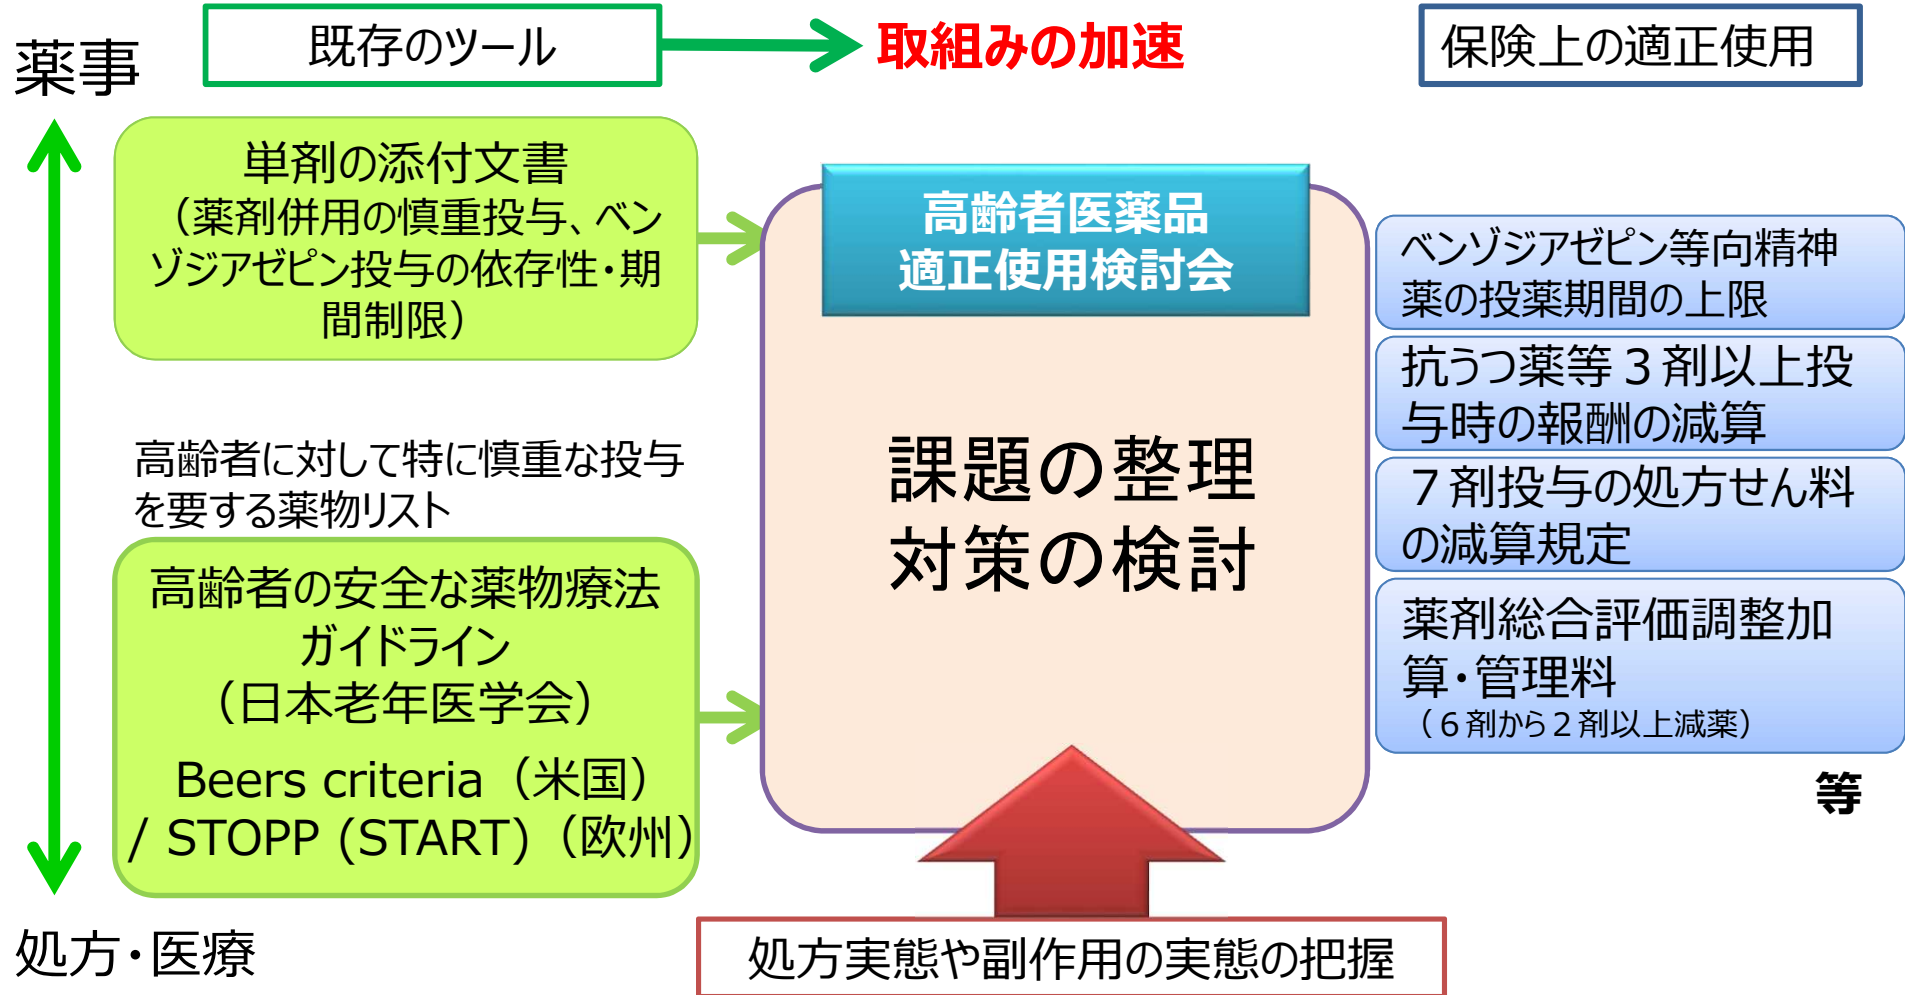 薬事
既存のツール
取組みの加速
保険上の適正使用
単剤の添付文書
（薬剤併用の慎重投与、ベン
ゾジアゼピン投与の依存性・期
間制限）
高齢者に対して特に慎重な投与
を要する薬物リスト
高齢者の安全な薬物療法
ガイドライン
（日本老年医学会）
Beers criteria（米国）
/ STOPP (START)（欧州）
処方・医療
高齢者医薬品
適正使用検討会
課題の整理
対策の検討
処方実態や副作用の実態の把握
ベンゾジアゼピン等向精神
薬の投薬期間の上限
抗うつ薬等３剤以上投
与時の報酬の減算
７剤投与の処方せん料
の減算規定
薬剤総合評価調整加
算・管理料
（６剤から２剤以上減薬）
等